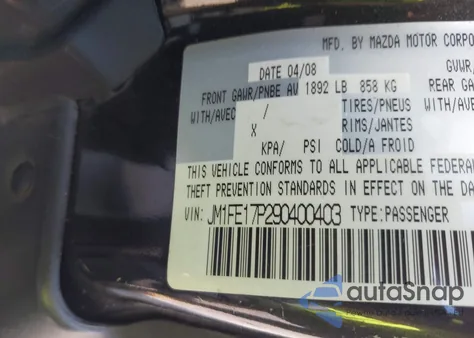 MFD. BY MAZDA MOTOR CORPO
DATE 04/08
GVWR/
FRONT GAWR/PNBE AV 1892 LB 858 KG
REAR GA
WITH/AVEC / TIRES/PNEUS WITH/AVE
X RIMS/JANTES
KPA/ PSI COLD/A FROID
THIS VEHICLE CONFORMS TO ALL APPLICABLE FEDERA
THEFT PREVENTION STANDARDS IN EFFECT ON THE DA
VIN: JM1FE17P290400403 TYPE:PASSENGER
autoSnap